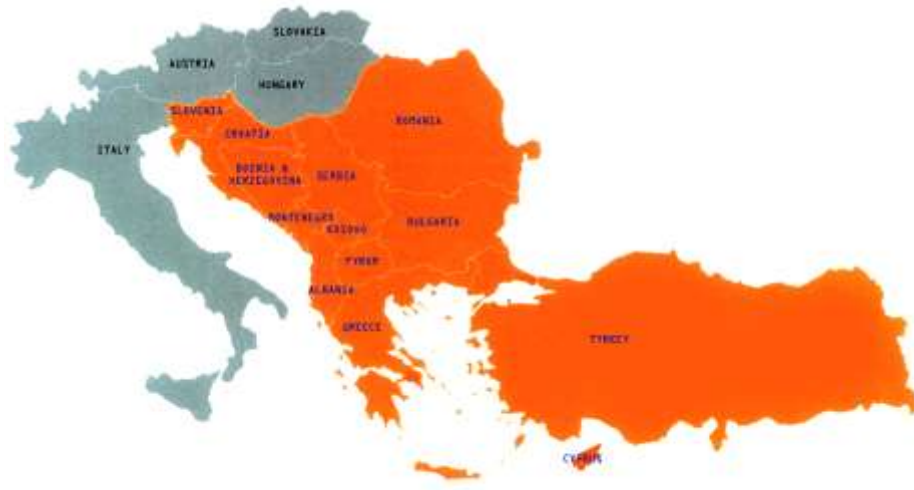 SLOVAKIA
AUSTRIA
HUNGARY
SLOVENIA
ROMANIA
CROATIA
ITALY
BOSNIA &
HERZEGOVINA
SERBIA
MONTENEGRO
BULGARIA
KOSOVO
FYROM
ALBANIA
GREECE
TURKEY
CYPRUS